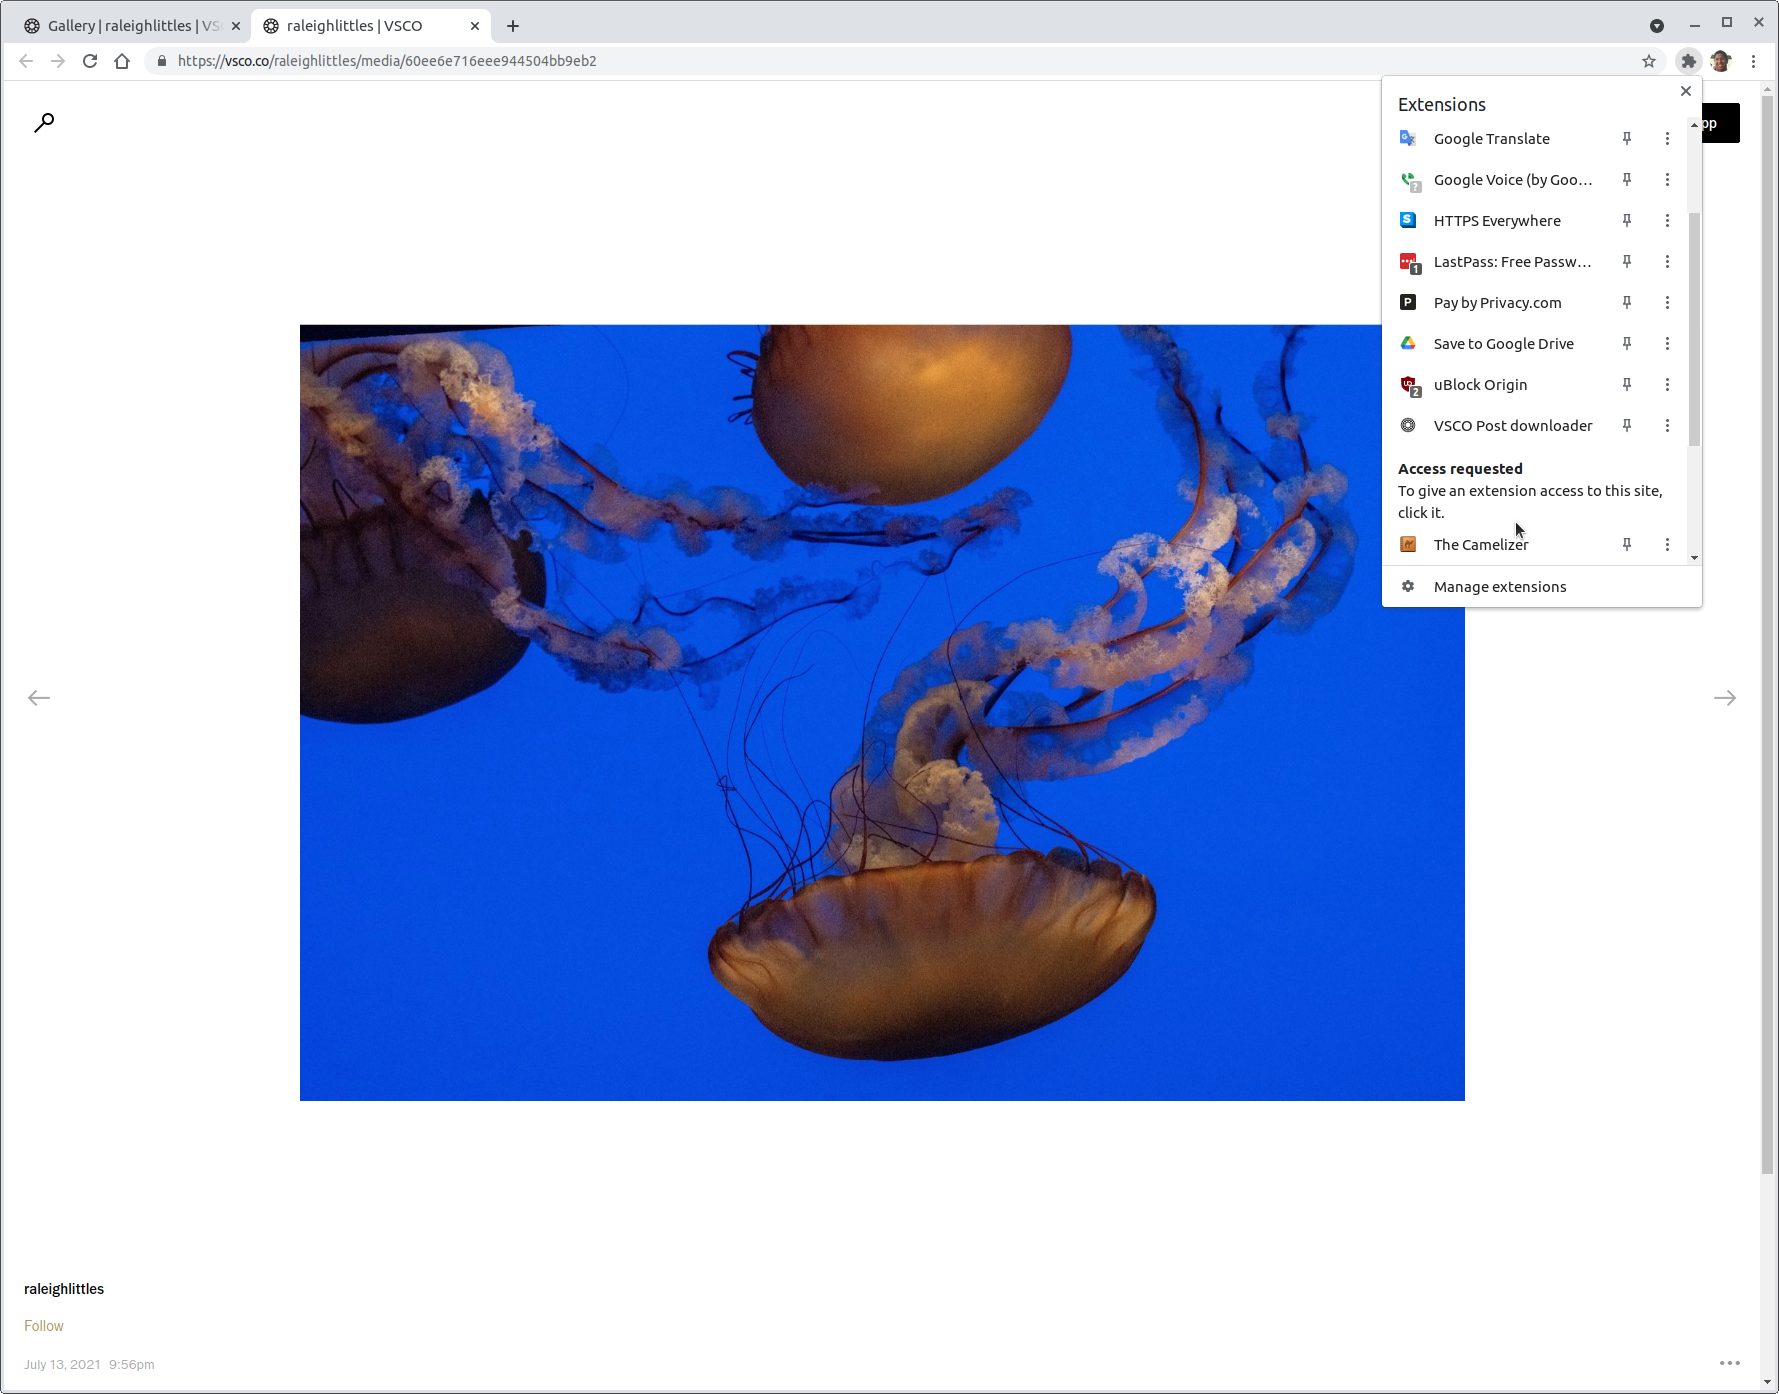 Gallery | raleighlittles | VS
raleighlittles | VSCO
https://vsco.co/raleighlittles/media/60ee6e716eee944504bb9eb2
Extensions
pp
Google Translate
Google Voice (by Goo...
HTTPS Everywhere
LastPass: Free Passw...
1
Pay by Privacy.com
Save to Google Drive
uBlock Origin
2
VSCO Post downloader
Access requested
To give an extension access to this site,
click it.
The Camelizer
Manage extensions
raleighlittles
Follow
July 13, 2021 9:56pm